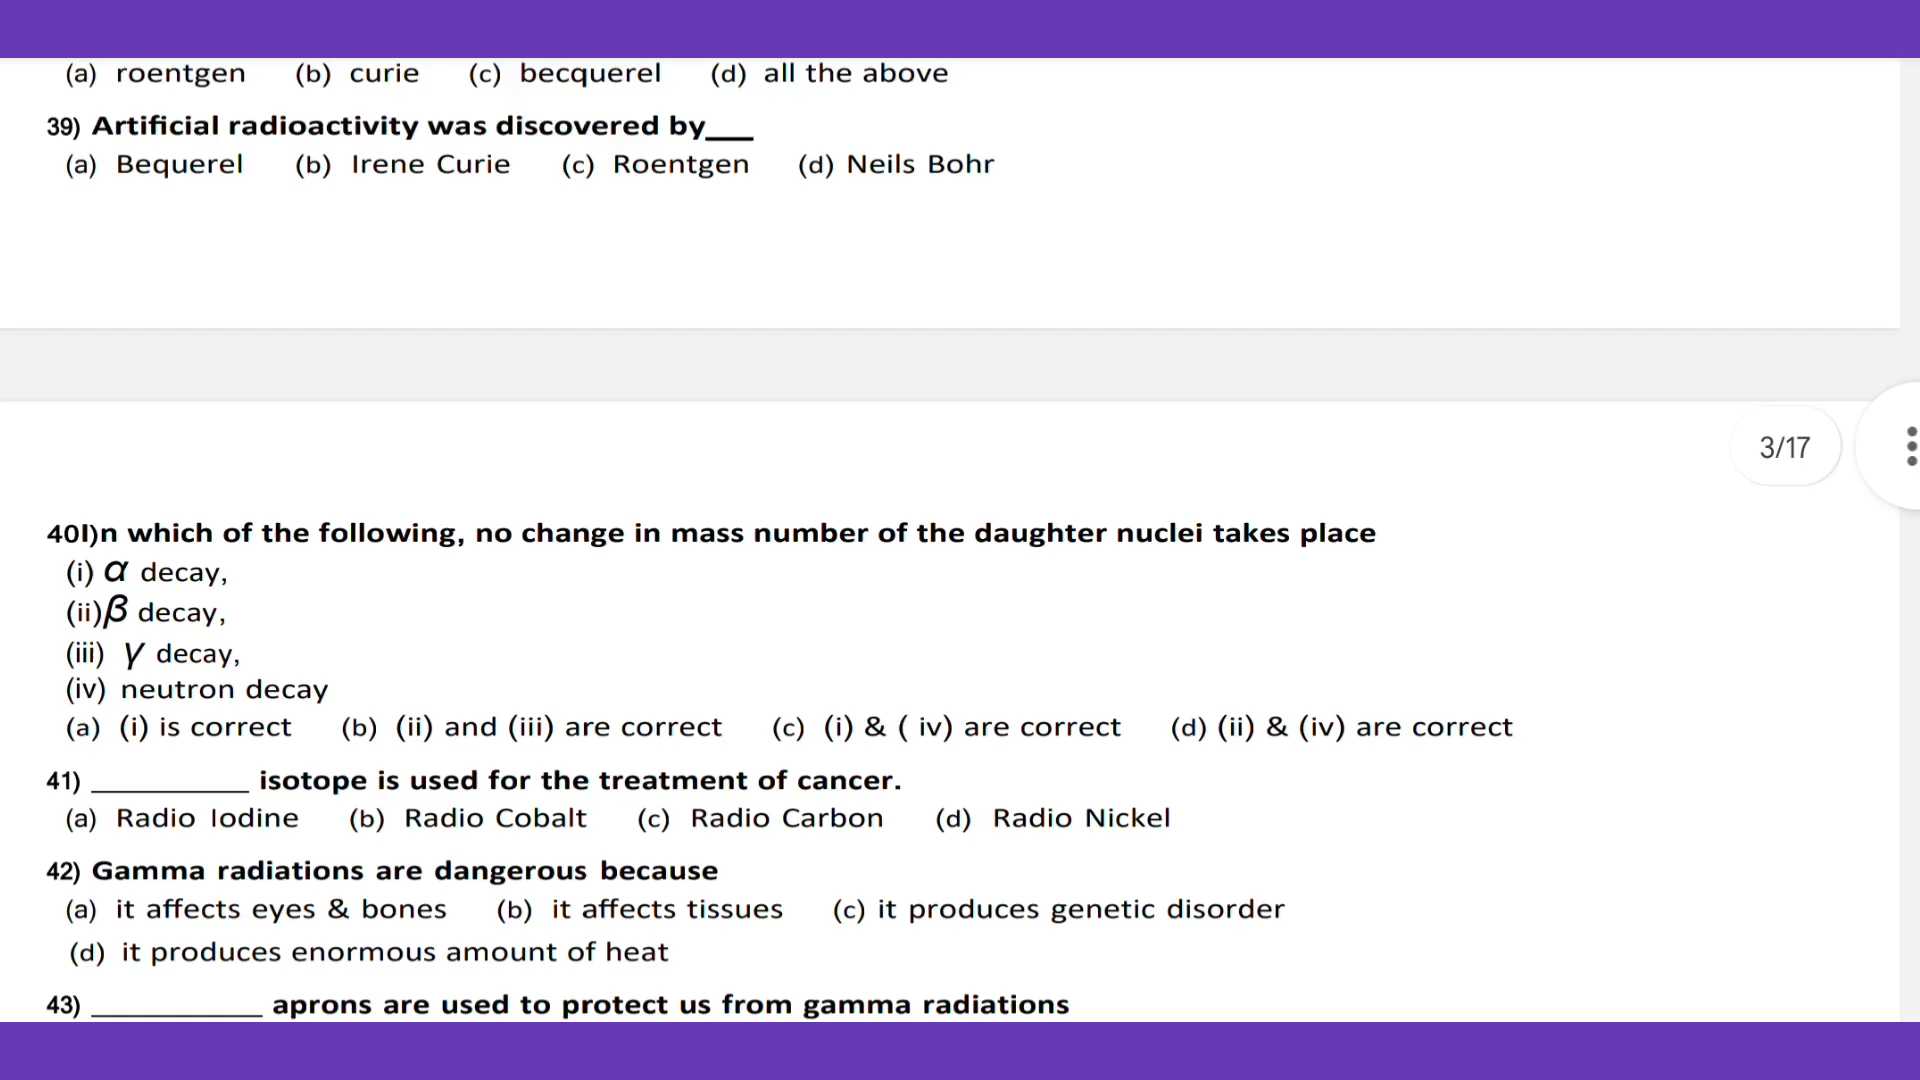 (a) roentgen (b) curie (c) becquerel (d) all the above
39) Artificial radioactivity was discovered by___
(a) Bequerel (b) Irene Curie (c) Roentgen (d) Neils Bohr
3/17
40I)n which of the following, no change in mass number of the daughter nuclei takes place
(i) α decay,
(ii)β decay,
(iii) γ decay,
(iv) neutron decay
(a) (i) is correct (b) (ii) and (iii) are correct (c) (i) & ( iv) are correct (d) (ii) & (iv) are correct
41) __________ isotope is used for the treatment of cancer.
(a) Radio Iodine (b) Radio Cobalt (c) Radio Carbon (d) Radio Nickel
42) Gamma radiations are dangerous because
(a) it affects eyes & bones (b) it affects tissues (c) it produces genetic disorder
(d) it produces enormous amount of heat
43) ___________ aprons are used to protect us from gamma radiations